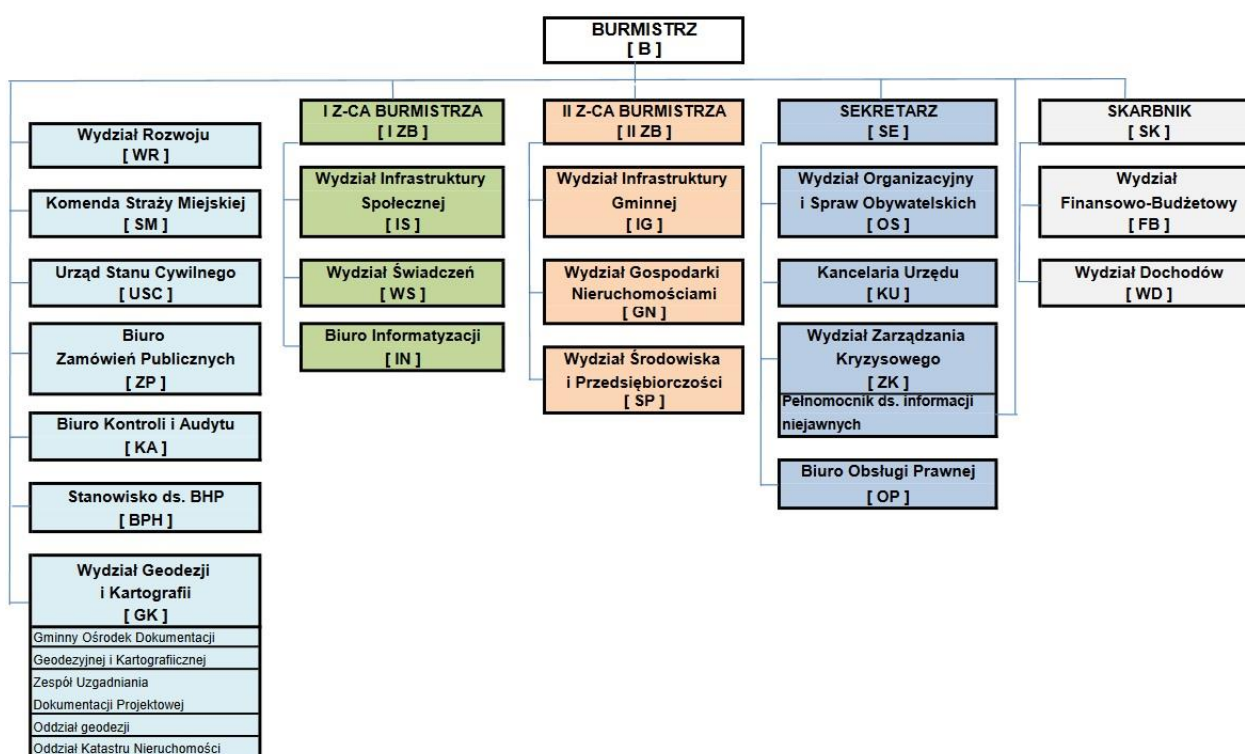 BURMISTRZ
[ B ]
Wydział Rozwoju
[ WR ]
Komenda Straży Miejskiej
[ SM ]
Urząd Stanu Cywilnego
[ USC ]
Biuro
Zamówień Publicznych
[ ZP ]
Biuro Kontroli i Audytu
[ KA ]
Stanowisko ds. BHP
[ BPH ]
Wydział Geodezji
i Kartografii
[ GK ]
Gminny Ośrodek Dokumentacji
Geodezyjnej i Kartografiicznej
Zespół Uzgadniania
Dokumentacji Projektowej
Oddział geodezji
Oddział Katastru Nieruchomości
I Z-CA BURMISTRZA
[ I ZB ]
Wydział Infrastruktury
Społecznej
[ IS ]
Wydział Świadczeń
[ WS ]
Biuro Informatyzacji
[ IN ]
II Z-CA BURMISTRZA
[ II ZB ]
Wydział Infrastruktury
Gminnej
[ IG ]
Wydział Gospodarki
Nieruchomościami
[ GN ]
Wydział Środowiska
i Przedsiębiorczości
[ SP ]
SEKRETARZ
[ SE ]
Wydział Organizacyjny
i Spraw Obywatelskich
[ OS ]
Kancelaria Urzędu
[ KU ]
Wydział Zarządzania
Kryzysowego
[ ZK ]
Pełnomocnik ds. informacji
niejawnych
Biuro Obsługi Prawnej
[ OP ]
SKARBNIK
[ SK ]
Wydział
Finansowo-Budżetowy
[ FB ]
Wydział Dochodów
[ WD ]